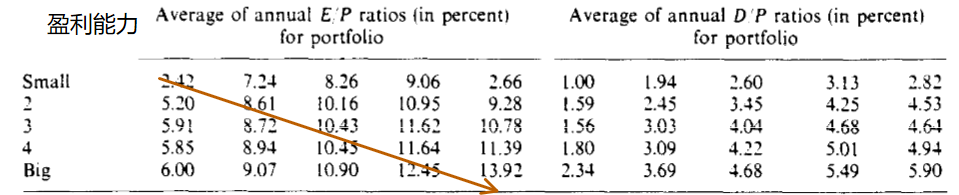 盈利能力
Average of annual E/P ratios (in percent) Average of annual D/P ratios (in percent)
for portfolio for portfolio
Small 2.42 7.24 8.26 9.06 2.66 1.00 1.94 2.60 3.13 2.82
2 5.20 8.61 10.16 10.95 9.28 1.59 2.45 3.45 4.25 4.53
3 5.91 8.72 10.43 11.62 10.78 1.56 3.03 4.04 4.68 4.64
4 5.85 8.94 10.45 11.64 11.39 1.80 3.09 4.22 5.01 4.94
Big 6.00 9.07 10.90 12.45 13.92 2.34 3.69 4.68 5.49 5.90